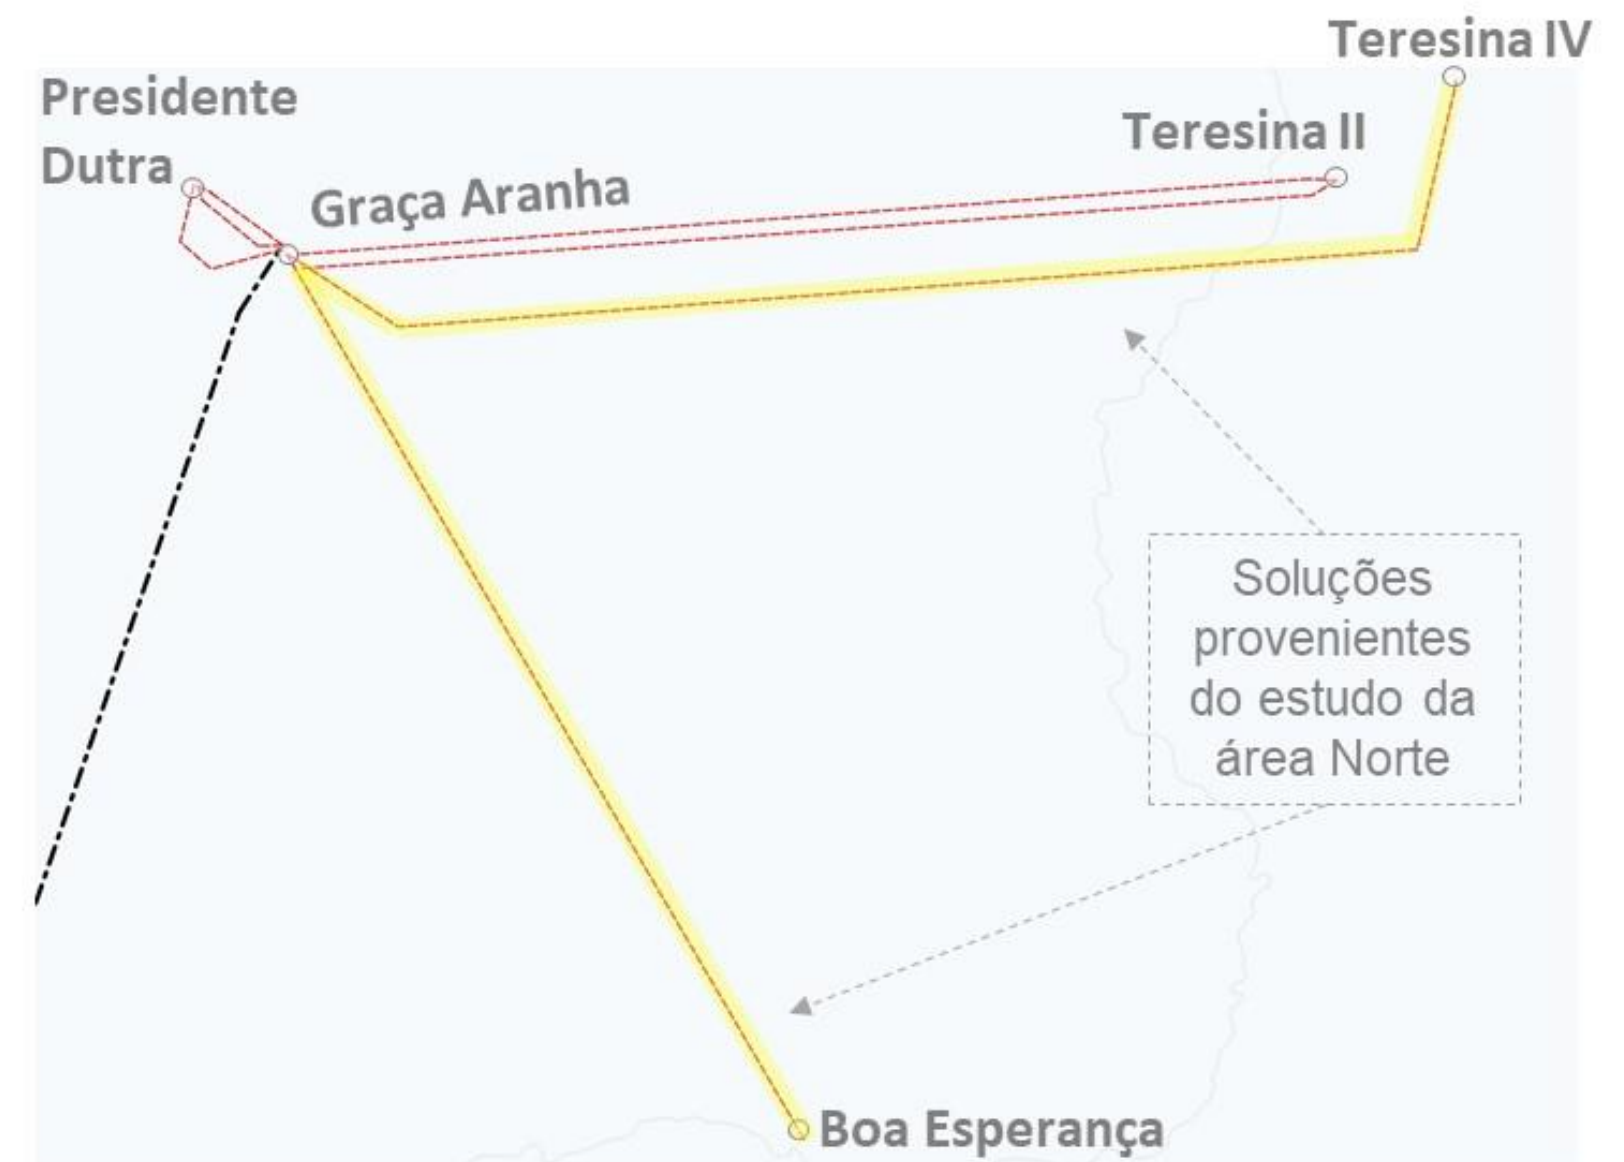 Teresina IV
Presidente
Dutra
Teresina II
Graça Aranha
Soluções
provenientes
do estudo da
área Norte
Boa Esperança